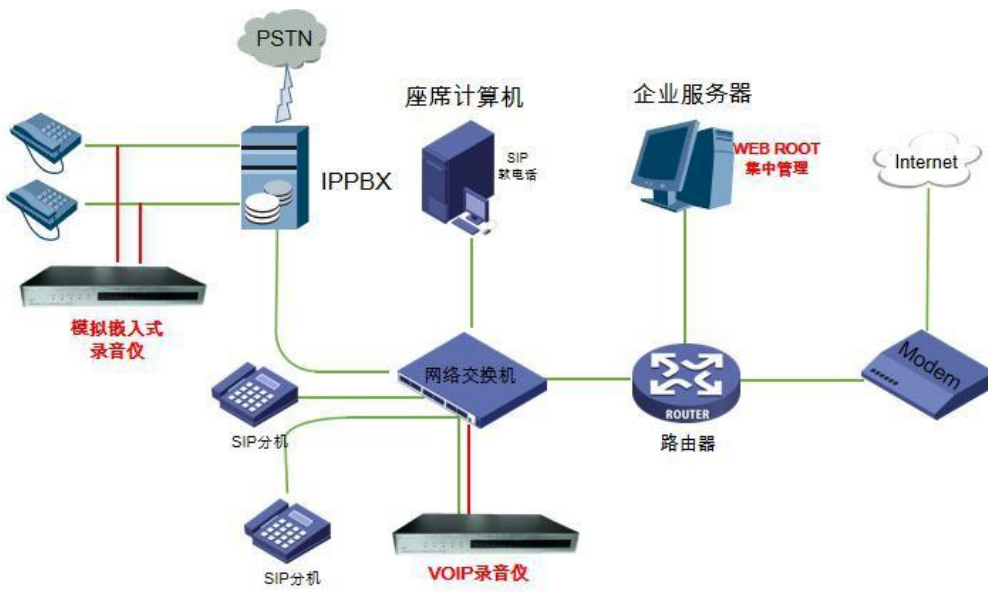 PSTN
座席计算机
企业服务器
IPPBX
SIP
软电话
WEB ROOT
集中管理
Internet
模拟嵌入式
录音仪
网络交换机
ROUTER
路由器
Modem
SIP分机
SIP分机
VOIP录音仪